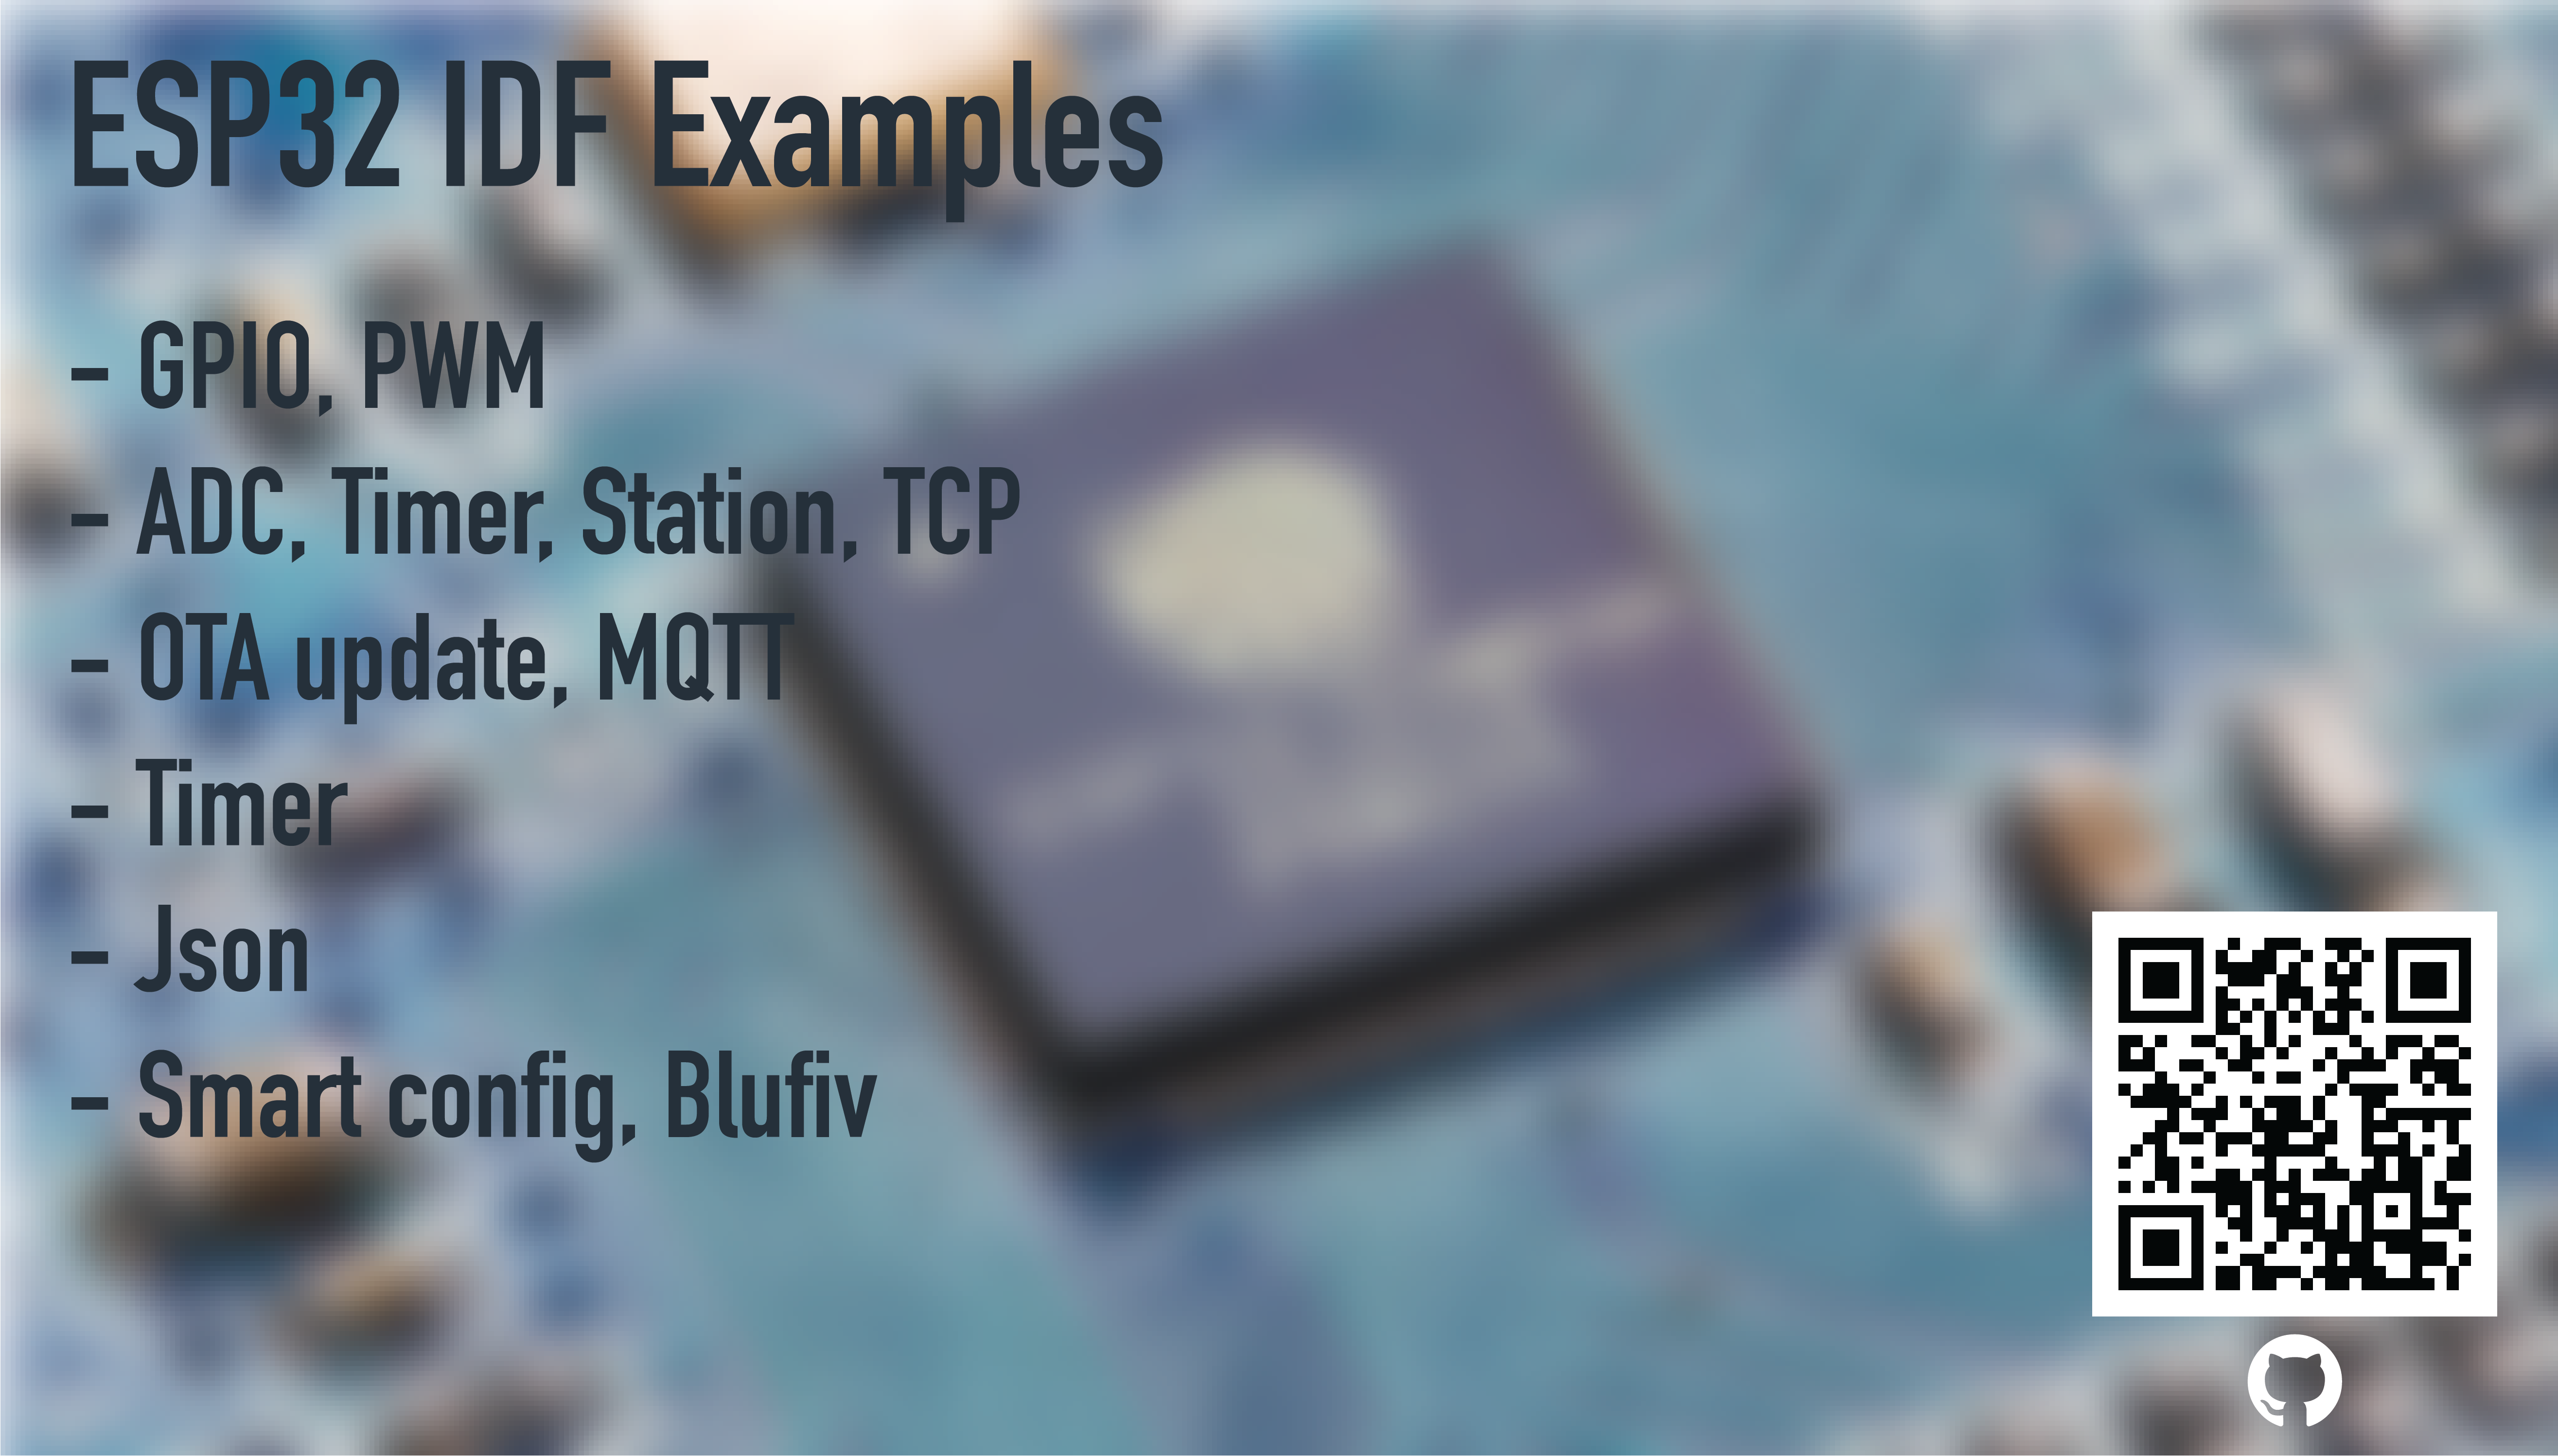 ESP32 IDF Examples
- GPIO, PWM
- ADC, Timer, Station, TCP
- OTA update, MQTT
- Timer
- Json
- Smart config, Blufiv